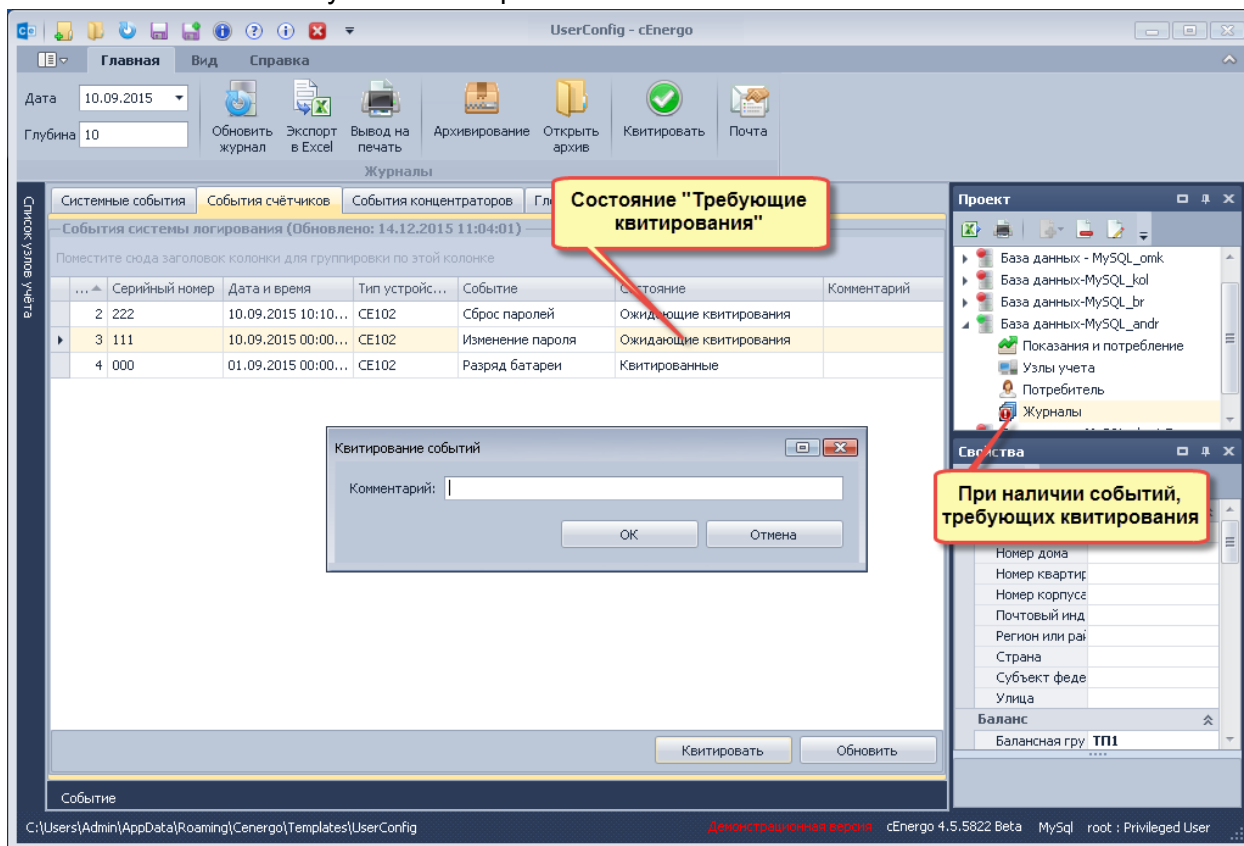 UserConfig - cEnergo
Главная Вид Справка
Дата 10.09.2015
Глубина 10
Обновить журнал
Экспорт в Excel
Вывод на печать
Архивирование
Открыть архив
Квитировать
Почта
Журналы
Список узлов учёта
Системные события События счётчиков События концентраторов
События системы логирования (Обновлено: 14.12.2015 11:04:01)
Поместите сюда заголовок колонки для группировки по этой колонке
... Серийный номер Дата и время Тип устройс... Событие Состояние Комментарий
2 222 10.09.2015 10:10... CE102 Сброс паролей Ожидающие квитирования
3 111 10.09.2015 00:00... CE102 Изменение пароля Ожидающие квитирования
4 000 01.09.2015 00:00... CE102 Разряд батареи Квитированные
Состояние "Требующие
квитирования"
Квитирование событий
Комментарий:
OK Отмена
Квитировать Обновить
Событие
Проект
База данных - MySQL_omk
База данных-MySQL_kol
База данных-MySQL_br
База данных-MySQL_andr
Показания и потребление
Узлы учета
Потребитель
Журналы
Свойства
При наличии событий,
требующих квитирования
Номер дома
Номер квартир
Номер корпуса
Почтовый инд
Регион или рай
Страна
Субъект феде
Улица
Баланс
Балансная гру ТП1
C:\Users\Admin\AppData\Roaming\Cenergo\Templates\UserConfig
Демонстрационная версия cEnergo 4.5.5822 Beta MySql root : Privileged User